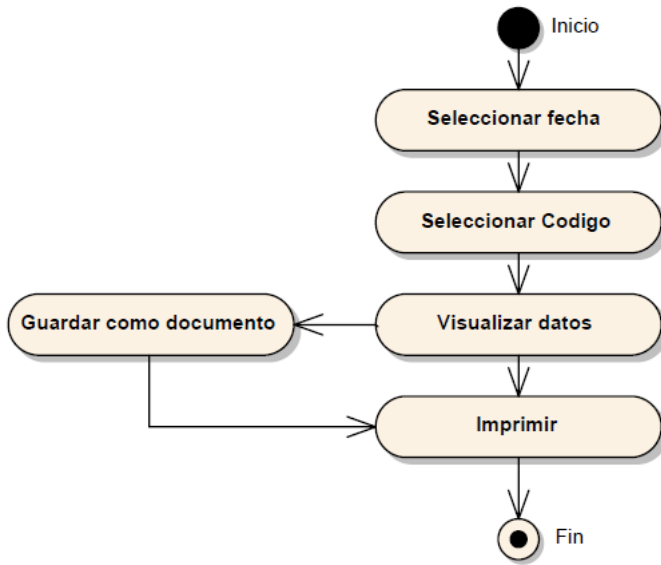 Inicio
Seleccionar fecha
Seleccionar Codigo
Guardar como documento
Visualizar datos
Imprimir
Fin